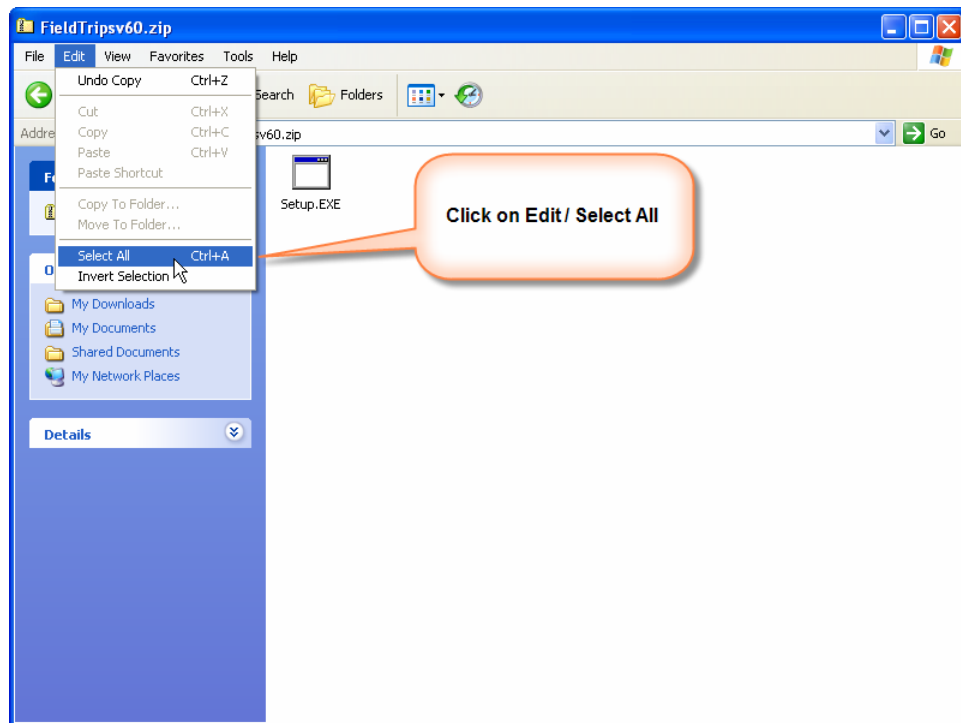 FieldTripsv60.zip
File Edit View Favorites Tools Help
Undo Copy Ctrl+Z
Search Folders
Cut Ctrl+X
Copy Ctrl+C
Paste Ctrl+V
Paste Shortcut
Copy To Folder...
Move To Folder...
Select All Ctrl+A
Invert Selection
sv60.zip
Go
Setup.EXE
Click on Edit / Select All
My Downloads
My Documents
Shared Documents
My Network Places
Details